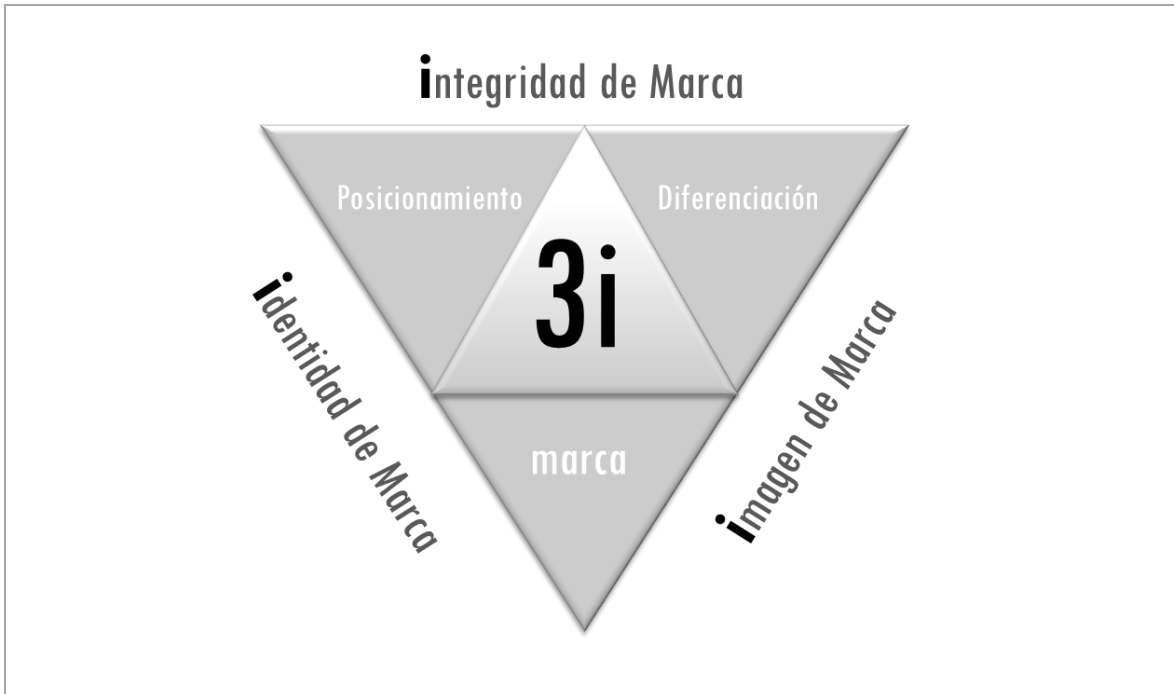 integridad de Marca
Posicionamiento
Diferenciación
3i
identidad de Marca
imagen de Marca
marca